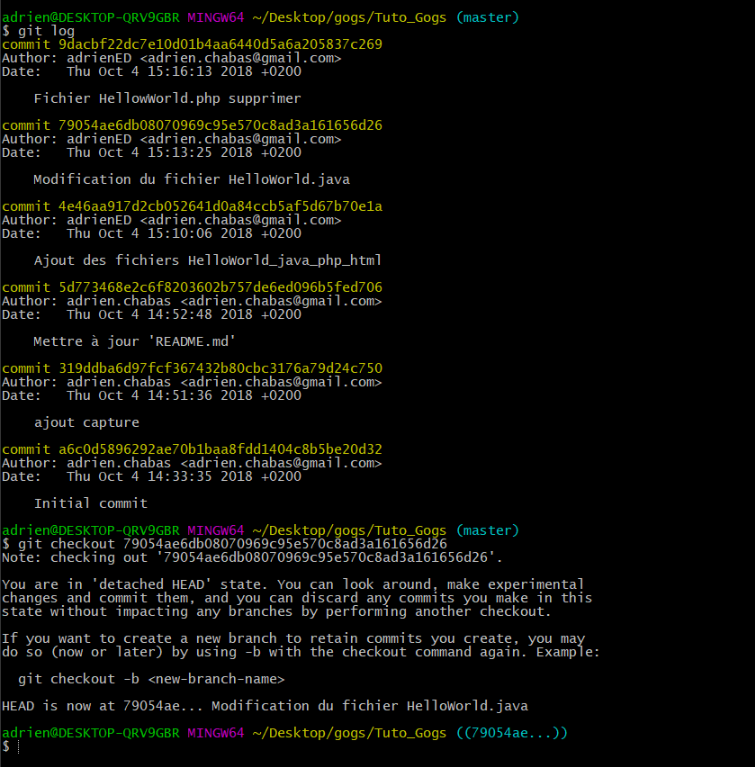 adrien@DESKTOP-QRV9GBR MINGW64 ~/Desktop/gogs/Tuto_Gogs (master)
$ git log
commit 9dacbf22dc7e10d01b4aa6440d5a6a205837c269
Author: adrienED <adrien.chabas@gmail.com>
Date:   Thu Oct 4 15:16:13 2018 +0200
    Fichier HellowWorld.php supprimer
commit 79054ae6db08070969c95e570c8ad3a161656d26
Author: adrienED <adrien.chabas@gmail.com>
Date:   Thu Oct 4 15:13:25 2018 +0200
    Modification du fichier HelloWorld.java
commit 4e46aa917d2cb052641d0a84ccb5af5d67b70e1a
Author: adrienED <adrien.chabas@gmail.com>
Date:   Thu Oct 4 15:10:06 2018 +0200
    Ajout des fichiers HelloWorld_java_php_html
commit 5d773468e2c6f8203602b757de6ed096b5fed706
Author: adrien.chabas <adrien.chabas@gmail.com>
Date:   Thu Oct 4 14:52:48 2018 +0200
    Mettre à jour 'README.md'
commit 319ddba6d97fcf367432b80cbc3176a79d24c750
Author: adrien.chabas <adrien.chabas@gmail.com>
Date:   Thu Oct 4 14:51:36 2018 +0200
    ajout capture
commit a6c0d5896292ae70b1baa8fdd1404c8b5be20d32
Author: adrien.chabas <adrien.chabas@gmail.com>
Date:   Thu Oct 4 14:33:35 2018 +0200
    Initial commit
adrien@DESKTOP-QRV9GBR MINGW64 ~/Desktop/gogs/Tuto_Gogs (master)
$ git checkout 79054ae6db08070969c95e570c8ad3a161656d26
Note: checking out '79054ae6db08070969c95e570c8ad3a161656d26'.
You are in 'detached HEAD' state. You can look around, make experimental
changes and commit them, and you can discard any commits you make in this
state without impacting any branches by performing another checkout.
If you want to create a new branch to retain commits you create, you may
do so (now or later) by using -b with the checkout command again. Example:
  git checkout -b <new-branch-name>
HEAD is now at 79054ae... Modification du fichier HelloWorld.java
adrien@DESKTOP-QRV9GBR MINGW64 ~/Desktop/gogs/Tuto_Gogs ((79054ae...))
$